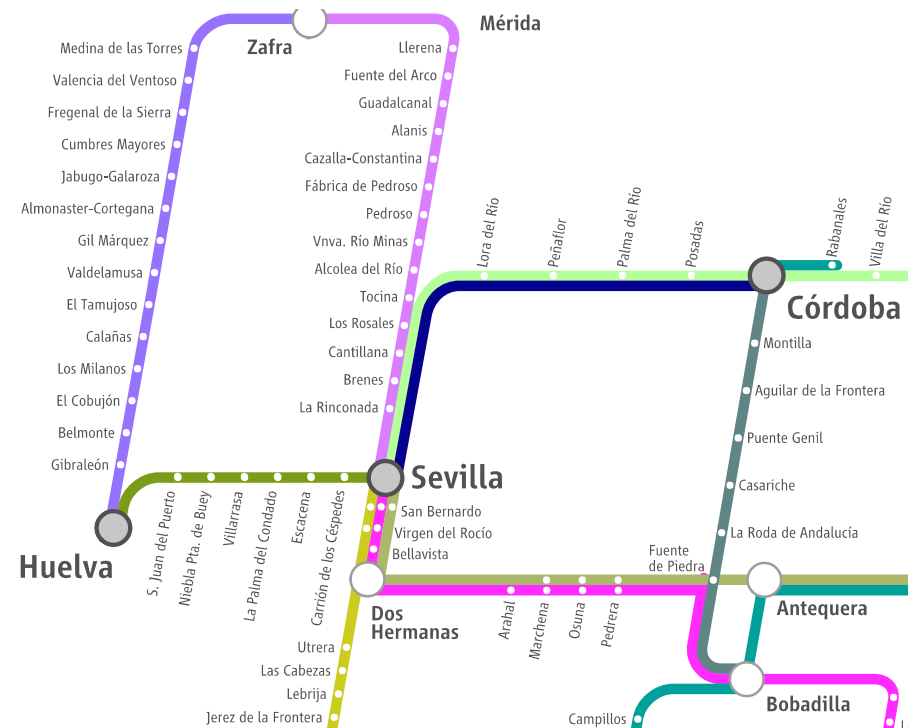 Mérida
Zafra
Medina de las Torres
Valencia del Ventoso
Fregenal de la Sierra
Cumbres Mayores
Jabugo-Galaroza
Almonaster-Cortegana
Gil Márquez
Valdelamusa
El Tamujoso
Calañas
Los Milanos
El Cobujón
Belmonte
Gibraleón
Huelva
Llerena
Fuente del Arco
Guadalcanal
Alanis
Cazalla-Constantina
Fábrica de Pedroso
Pedroso
Vnva. Río Minas
Alcolea del Río
Tocina
Los Rosales
Cantillana
Brenes
La Rinconada
Sevilla
Lora del Río
Peñaflor
Palma del Río
Posadas
Rabanales
Villa del Río
Córdoba
Montilla
Aguilar de la Frontera
Puente Genil
Casariche
La Roda de Andalucía
Fuente
de Piedra
S. Juan del Puerto
Niebla Pta. de Buey
Villarrasa
La Palma del Condado
Escacena
Carrión de los Céspedes
San Bernardo
Virgen del Rocío
Bellavista
Dos
Hermanas
Arahal
Marchena
Osuna
Pedrera
Antequera
Utrera
Las Cabezas
Lebrija
Jerez de la Frontera
Campillos
Bobadilla